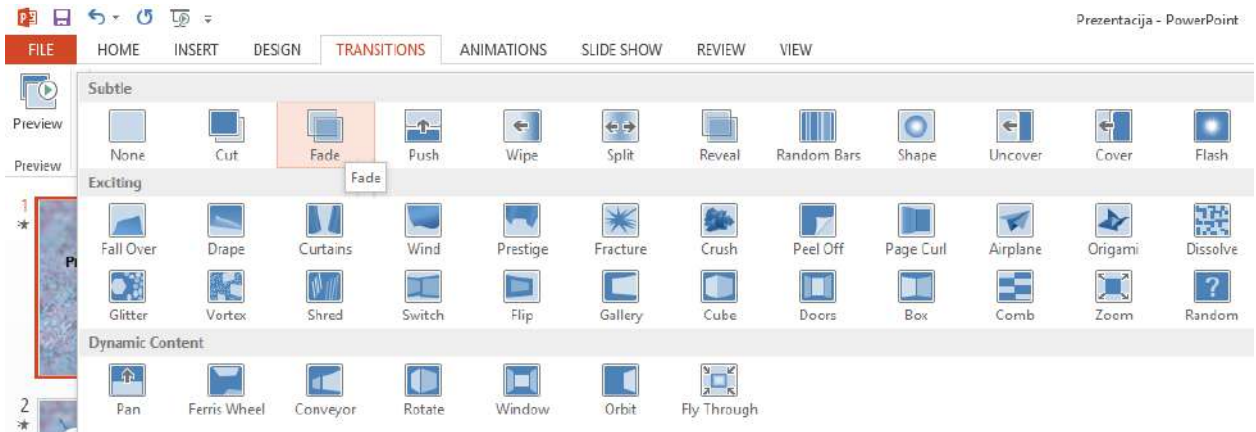 Prezentacija - PowerPoint
FILE HOME INSERT DESIGN TRANSITIONS ANIMATIONS SLIDE SHOW REVIEW VIEW
Preview
Preview
Subtle
None Cut Fade Push Wipe Split Reveal Random Bars Shape Uncover Cover Flash
Fade
Exciting
Fall Over Drape Curtains Wind Prestige Fracture Crush Peel Off Page Curl Airplane Origami Dissolve
Glitter Vortex Shred Switch Flip Gallery Cube Doors Box Comb Zoom Random
Dynamic Content
Pan Ferris Wheel Conveyor Rotate Window Orbit Fly Through
1
2